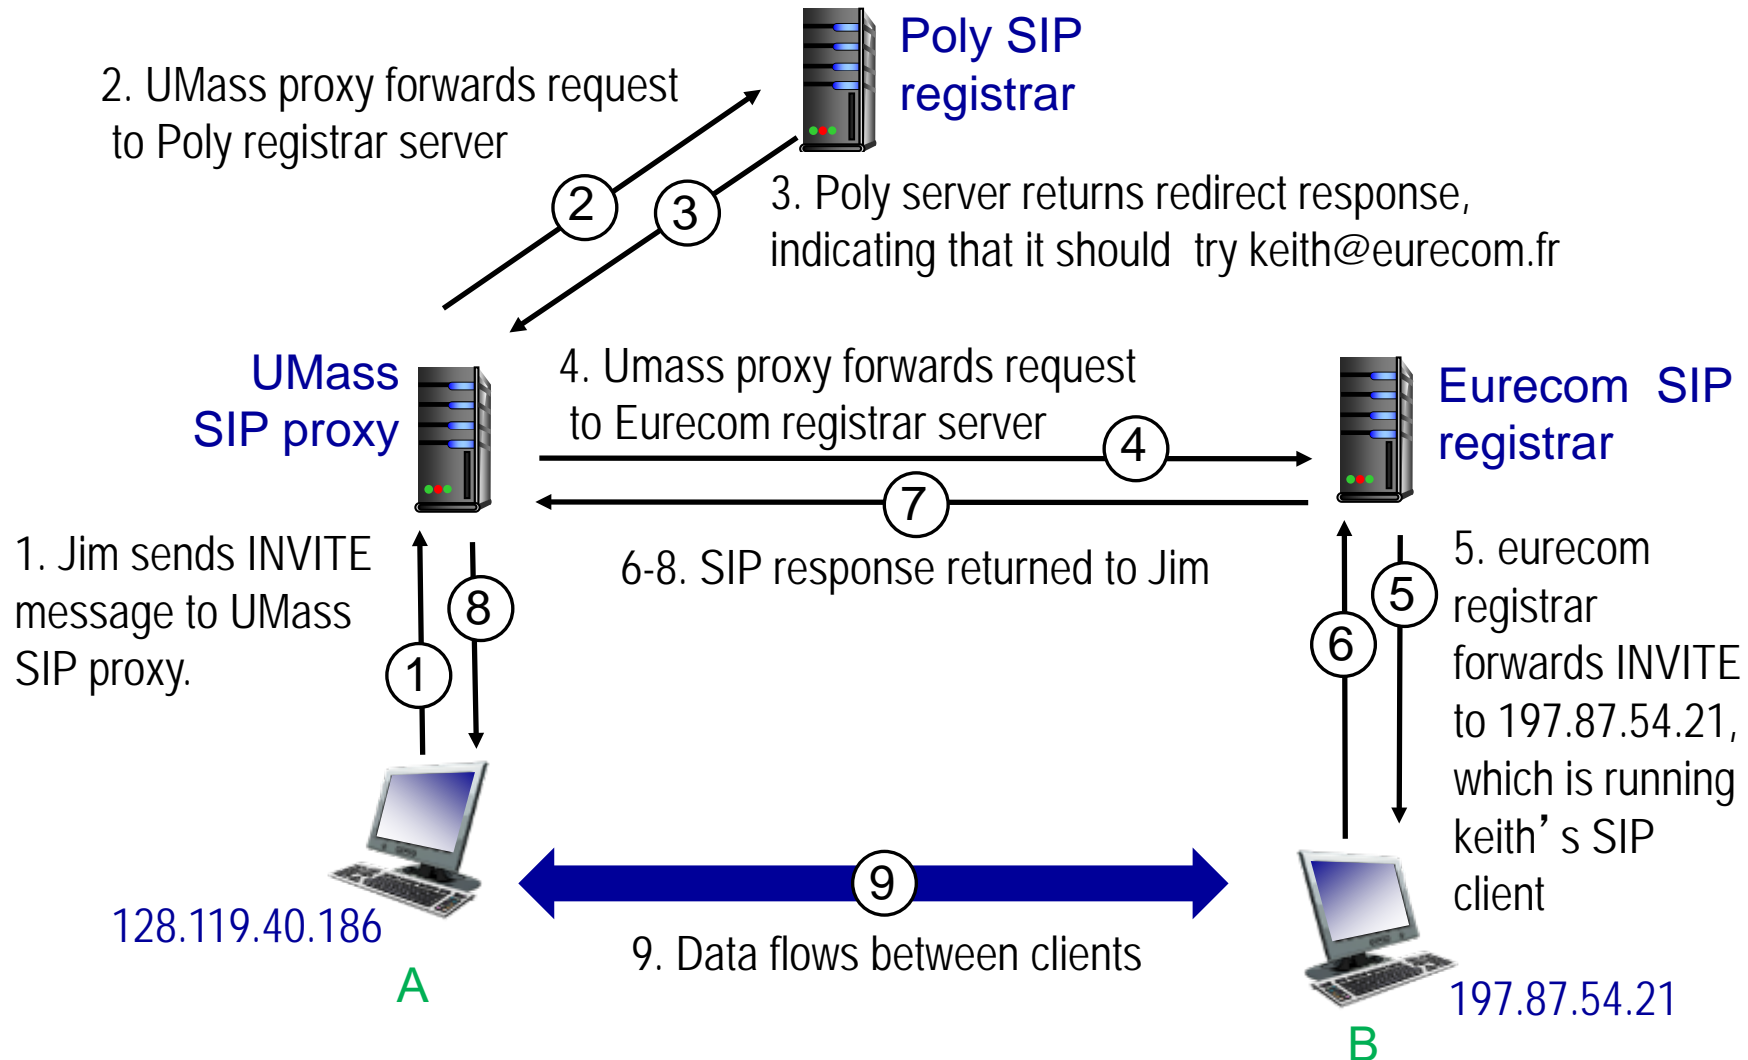 Poly SIP
registrar
2. UMass proxy forwards request
to Poly registrar server
2
3
3. Poly server returns redirect response,
indicating that it should  try keith@eurecom.fr
UMass
SIP proxy
4. Umass proxy forwards request
to Eurecom registrar server
4
Eurecom  SIP
registrar
7
1. Jim sends INVITE
message to UMass
SIP proxy.
1
8
6-8. SIP response returned to Jim
6
5
5. eurecom
registrar
forwards INVITE
to 197.87.54.21,
which is running
keith’s SIP
client
9
128.119.40.186
A
9. Data flows between clients
197.87.54.21
B